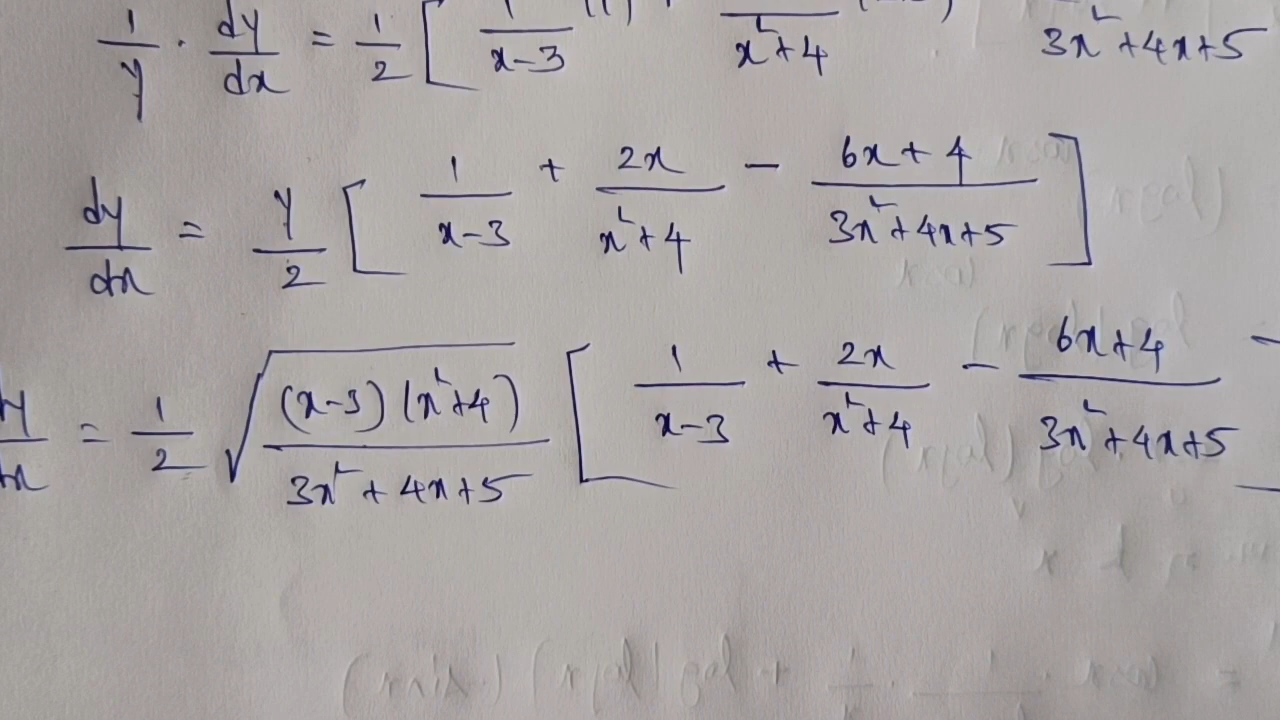 1/y · dy/dx = 1/2 [ 1/(x-3) (1) + 1/(x²+4) 3x²+4x+5
dy/dx = y/2 [ 1/(x-3) + 2x/(x²+4) - (6x+4)/(3x²+4x+5) ]
dy/dx = 1/2 √((x-3)(x²+4)/(3x²+4x+5)) [ 1/(x-3) + 2x/(x²+4) - (6x+4)/(3x²+4x+5)